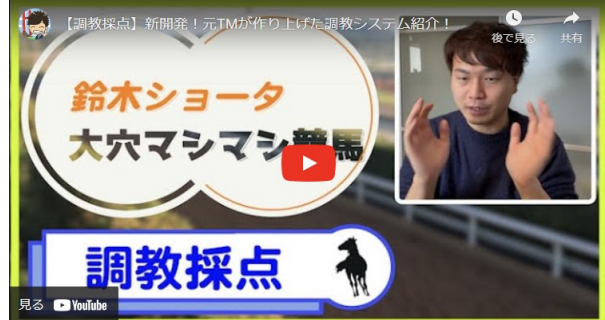 【調教採点】新開発！元TMが作り上げた調教システム紹介！
後で見る
共有
鈴木ショータ
大穴マシマシ競馬
調教採点
見る YouTube